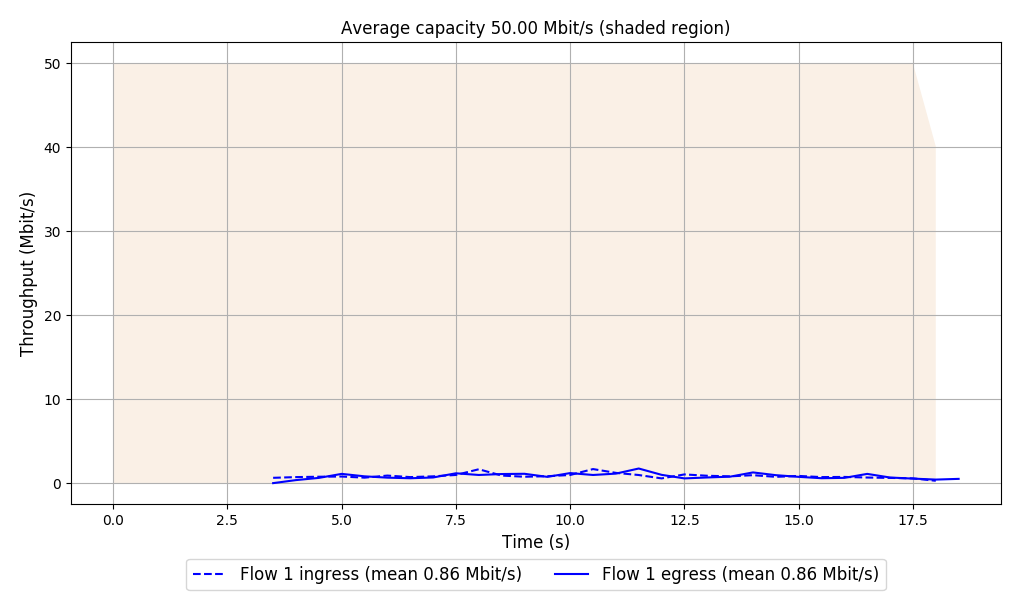 Average capacity 50.00 Mbit/s (shaded region)
Throughput (Mbit/s)
50
40
30
20
10
0
0.0 2.5 5.0 7.5 10.0 12.5 15.0 17.5
Time (s)
Flow 1 ingress (mean 0.86 Mbit/s) Flow 1 egress (mean 0.86 Mbit/s)